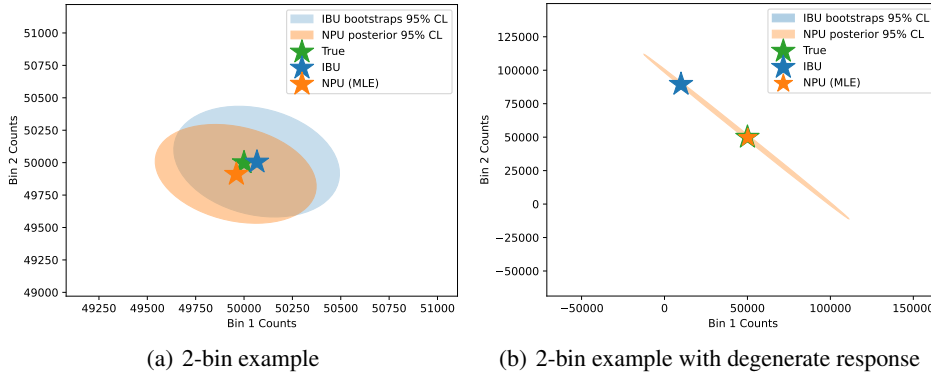 51000
50750
50500
50250
50000
49750
49500
49250
49000
Bin 2 Counts
IBU bootstraps 95% CL
NPU posterior 95% CL
True
IBU
NPU (MLE)
49250 49500 49750 50000 50250 50500 50750 51000
Bin 1 Counts
(a) 2-bin example
125000
100000
75000
50000
25000
0
−25000
−50000
Bin 2 Counts
IBU bootstraps 95% CL
NPU posterior 95% CL
True
IBU
NPU (MLE)
−50000 0 50000 100000 150000
Bin 1 Counts
(b) 2-bin example with degenerate response